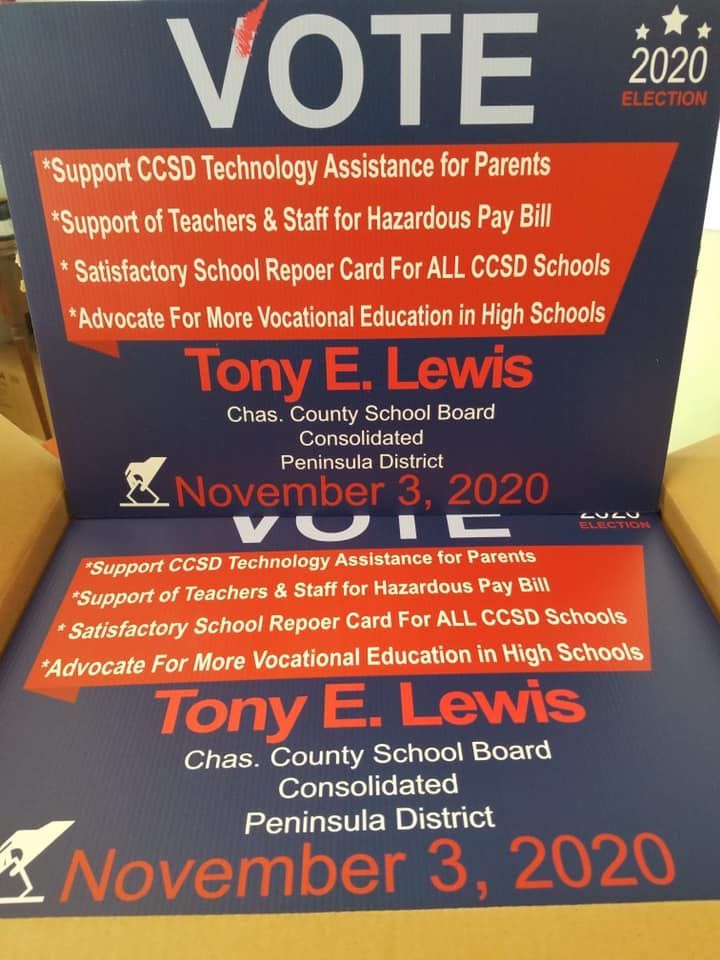 VOTE
2020
ELECTION
*Support CCSD Technology Assistance for Parents
*Support of Teachers & Staff for Hazardous Pay Bill
* Satisfactory School Repoer Card For ALL CCSD Schools
*Advocate For More Vocational Education in High Schools
Tony E. Lewis
Chas. County School Board
Consolidated
Peninsula District
November 3, 2020
VOTE
2020
ELECTION
*Support CCSD Technology Assistance for Parents
*Support of Teachers & Staff for Hazardous Pay Bill
* Satisfactory School Repoer Card For ALL CCSD Schools
*Advocate For More Vocational Education in High Schools
Tony E. Lewis
Chas. County School Board
Consolidated
Peninsula District
November 3, 2020